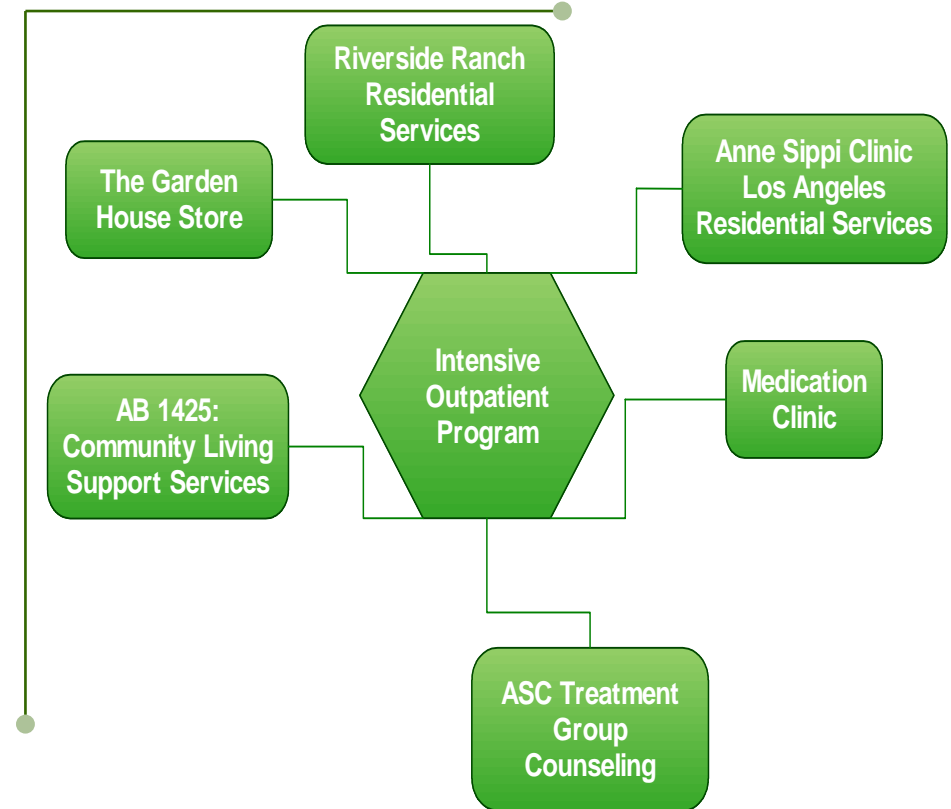 Riverside Ranch
Residential
Services
The Garden
House Store
Anne Sippi Clinic
Los Angeles
Residential Services
Intensive
Outpatient
Program
Medication
Clinic
AB 1425:
Community Living
Support Services
ASC Treatment
Group
Counseling